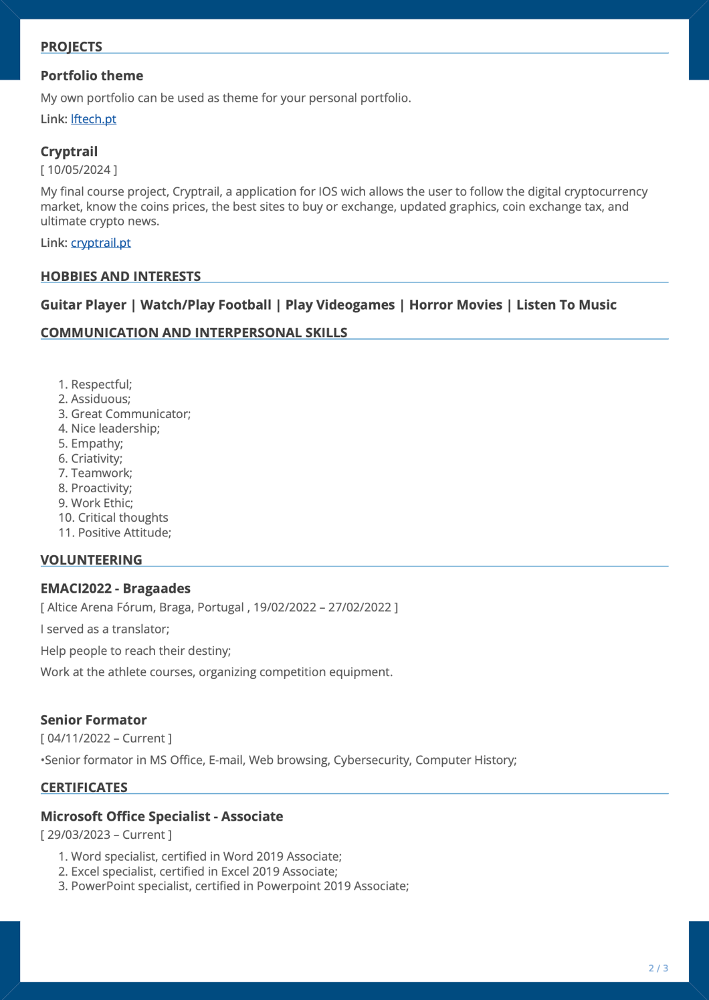 PROJECTS
Portfolio theme
My own portfolio can be used as theme for your personal portfolio.
Link: lftech.pt
Cryptrail
[ 10/05/2024 ]
My final course project, Cryptrail, a application for IOS wich allows the user to follow the digital cryptocurrency
market, know the coins prices, the best sites to buy or exchange, updated graphics, coin exchange tax, and
ultimate crypto news.
Link: cryptrail.pt
HOBBIES AND INTERESTS
Guitar Player | Watch/Play Football | Play Videogames | Horror Movies | Listen To Music
COMMUNICATION AND INTERPERSONAL SKILLS
1. Respectful;
2. Assiduous;
3. Great Communicator;
4. Nice leadership;
5. Empathy;
6. Criativity;
7. Teamwork;
8. Proactivity;
9. Work Ethic;
10. Critical thoughts
11. Positive Attitude;
VOLUNTEERING
EMACI2022 - Bragaades
[ Altice Arena Fórum, Braga, Portugal , 19/02/2022 – 27/02/2022 ]
I served as a translator;
Help people to reach their destiny;
Work at the athlete courses, organizing competition equipment.
Senior Formator
[ 04/11/2022 – Current ]
•Senior formator in MS Office, E-mail, Web browsing, Cybersecurity, Computer History;
CERTIFICATES
Microsoft Office Specialist - Associate
[ 29/03/2023 – Current ]
1. Word specialist, certified in Word 2019 Associate;
2. Excel specialist, certified in Excel 2019 Associate;
3. PowerPoint specialist, certified in Powerpoint 2019 Associate;
2 / 3